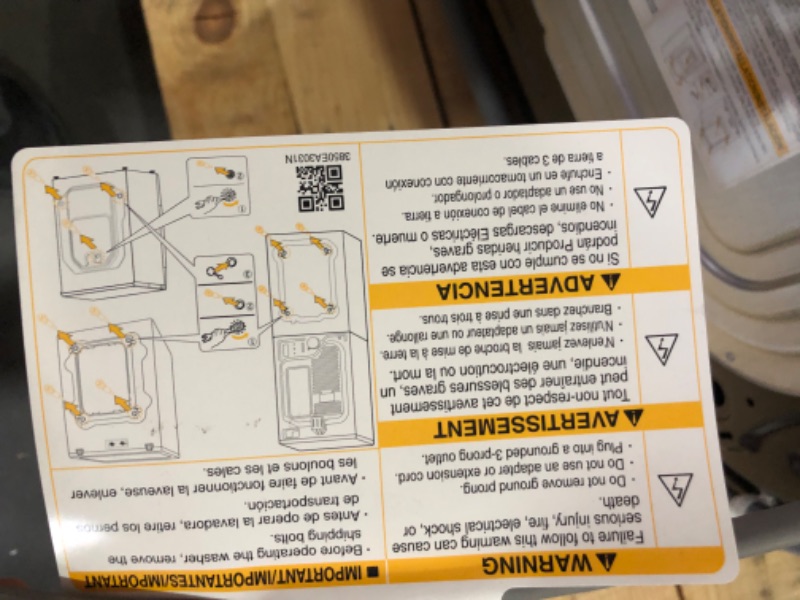 WARNING
Failure to follow this warning can cause
serious injury, fire, electrical shock, or
death.
· Do not remove ground prong.
· Do not use an adapter or extension cord.
· Plug into a grounded 3-prong outlet.
AVERTISSEMENT
Tout non-respect de cet avertissement
peut entraîner des blessures graves, un
incendie, une électrocution ou la mort.
· N'enlevez jamais la broche de mise à la terre.
· N'utilisez jamais un adaptateur ou une rallonge.
· Branchez dans une prise à trois trous.
ADVERTENCIA
Si no se cumple con esta advertencia se
podrán Producir heridas graves,
incendios, descargas Eléctricas o muerte.
· No elimine el cabel de conexión a tierra.
· No use un adaptador o prolongador.
· Enchufe en un tomacorriente con conexión
a tierra de 3 cables.
■ IMPORTANT/IMPORTANTES/IMPORTANT
· Before operating the washer, remove the
shipping bolts.
· Antes de operar la lavadora, retire los pernos
de transportación.
· Avant de faire fonctionner la laveuse, enlever
les boulons et les cales.
①
②
③
①
②
3850EA3031N